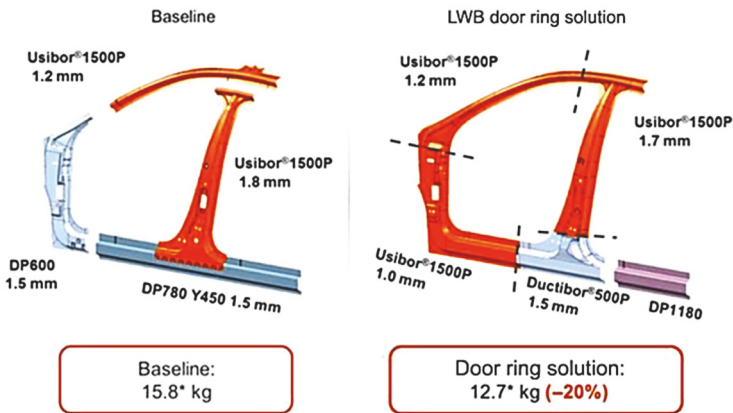 Baseline
Usibor®1500P
1.2 mm
Usibor®1500P
1.8 mm
DP600
1.5 mm
DP780 Y450 1.5 mm
Baseline:
15.8* kg
LWB door ring solution
Usibor®1500P
1.2 mm
Usibor®1500P
1.7 mm
Usibor®1500P
1.0 mm
Ductibor®500P
1.5 mm
DP1180
Door ring solution:
12.7* kg (–20%)